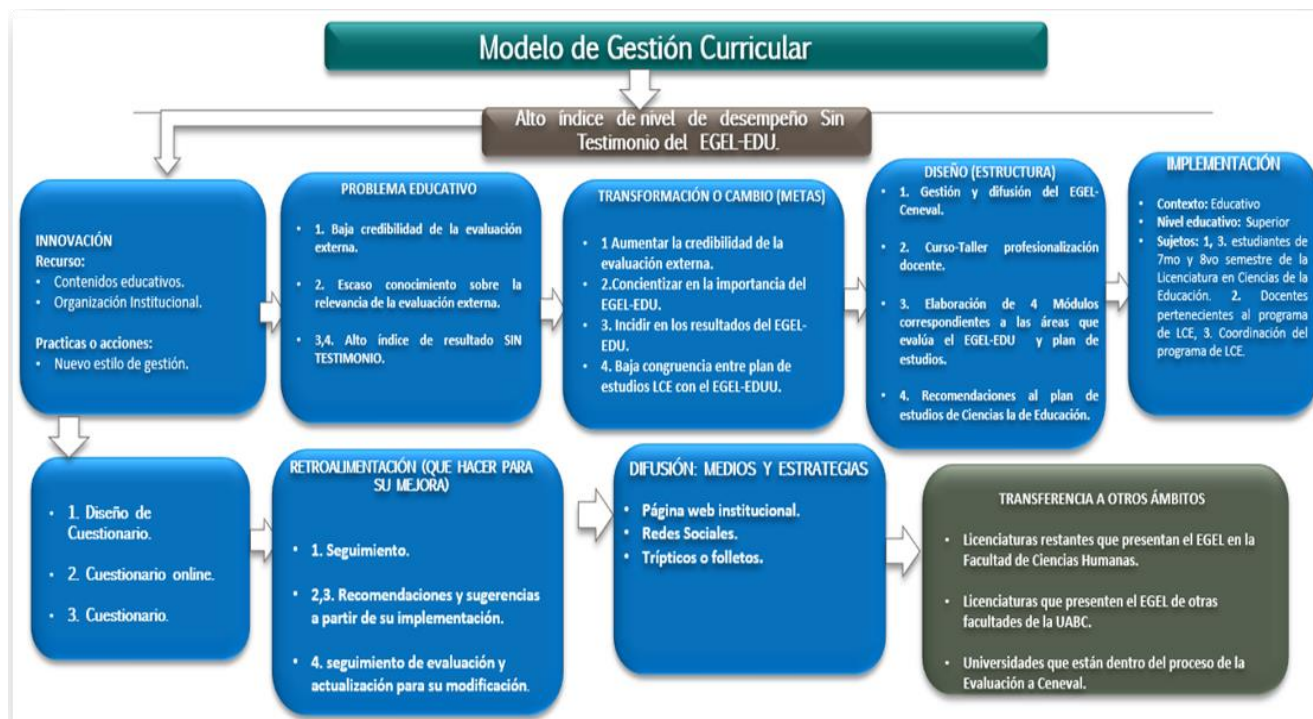 Modelo de Gestión Curricular
Alto índice de nivel de desempeño Sin
Testimonio del EGEL-EDU.
INNOVACIÓN
Recurso:
• Contenidos educativos.
• Organización Institucional.
Practicas o acciones:
• Nuevo estilo de gestión.
PROBLEMA EDUCATIVO
• 1. Baja credibilidad de la evaluación
externa.
• 2. Escaso conocimiento sobre la
relevancia de la evaluación externa.
• 3,4. Alto índice de resultado SIN
TESTIMONIO.
TRANSFORMACIÓN O CAMBIO (METAS)
• 1 Aumentar la credibilidad de la
evaluación externa.
• 2.Concientizar en la importancia del
EGEL-EDU.
• 3. Incidir en los resultados del EGEL-
EDU.
• 4. Baja congruencia entre plan de
estudios LCE con el EGEL-EDUU.
DISEÑO (ESTRUCTURA)
• 1. Gestión y difusión del EGEL-
Ceneval.
• 2. Curso-Taller profesionalización
docente.
• 3. Elaboración de 4 Módulos
correspondientes a las áreas que
evalúa el EGEL-EDU y plan de
estudios.
• 4. Recomendaciones al plan de
estudios de Ciencias la de Educación.
IMPLEMENTACIÓN
• Contexto: Educativo
• Nivel educativo: Superior
• Sujetos: 1, 3. estudiantes de
7mo y 8vo semestre de la
Licenciatura en Ciencias de la
Educación. 2. Docentes
pertenecientes al programa
de LCE, 3. Coordinación del
programa de LCE.
• 1. Diseño de
Cuestionario.
• 2. Cuestionario online.
• 3. Cuestionario.
RETROALIMENTACIÓN (QUE HACER PARA
SU MEJORA)
• 1. Seguimiento.
• 2,3. Recomendaciones y sugerencias
a partir de su implementación.
• 4. seguimiento de evaluación y
actualización para su modificación.
DIFUSIÓN: MEDIOS Y ESTRATEGIAS
• Página web institucional.
• Redes Sociales.
• Trípticos o folletos.
TRANSFERENCIA A OTROS ÁMBITOS
• Licenciaturas restantes que presentan el EGEL en la
Facultad de Ciencias Humanas.
• Licenciaturas que presenten el EGEL de otras
facultades de la UABC.
• Universidades que están dentro del proceso de la
Evaluación a Ceneval.